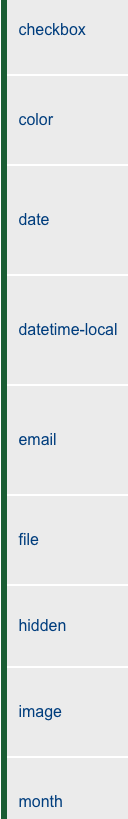 checkbox
color
date
datetime-local
email
file
hidden
image
month